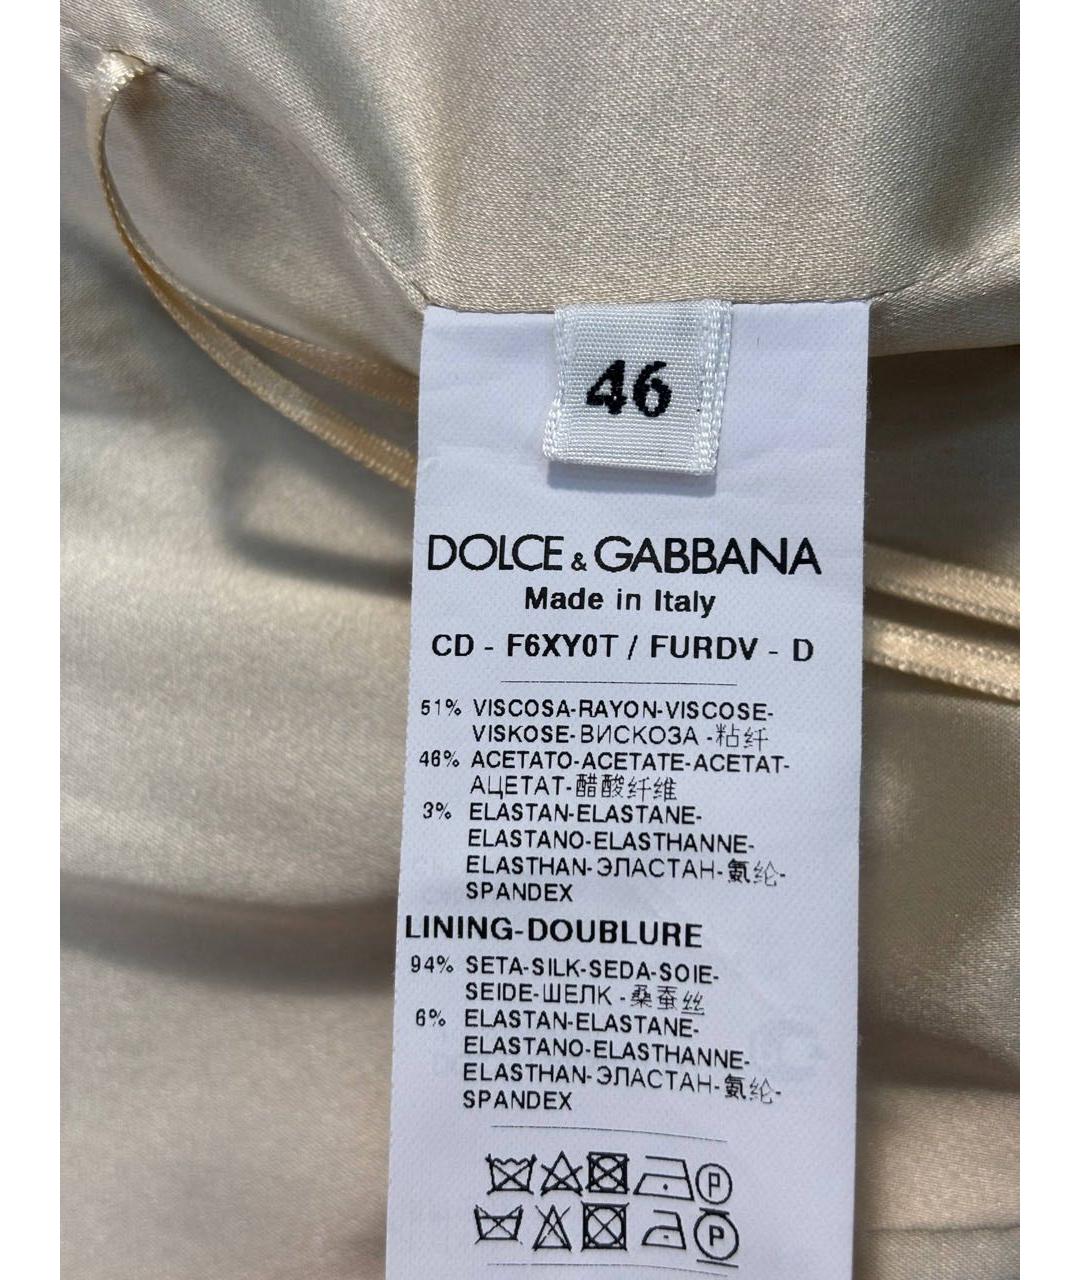 46
DOLCE & GABBANA
Made in Italy
CD - F6XY0T / FURDV - D
51% VISCOSA-RAYON-VISCOSE-
VISKOSE-ВИСКОЗА -粘纤
46% ACETATO-ACETATE-ACETAT-
АЦЕТАТ-醋酸纤维
3% ELASTAN-ELASTANE-
ELASTANO-ELASTHANNE-
ELASTHAN-ЭЛАСТАН-氨纶-
SPANDEX
LINING-DOUBLURE
94% SETA-SILK-SEDA-SOIE-
SEIDE-ШЕЛК -桑蚕丝
6% ELASTAN-ELASTANE-
ELASTANO-ELASTHANNE-
ELASTHAN-ЭЛАСТАН-氨纶-
SPANDEX
P
P